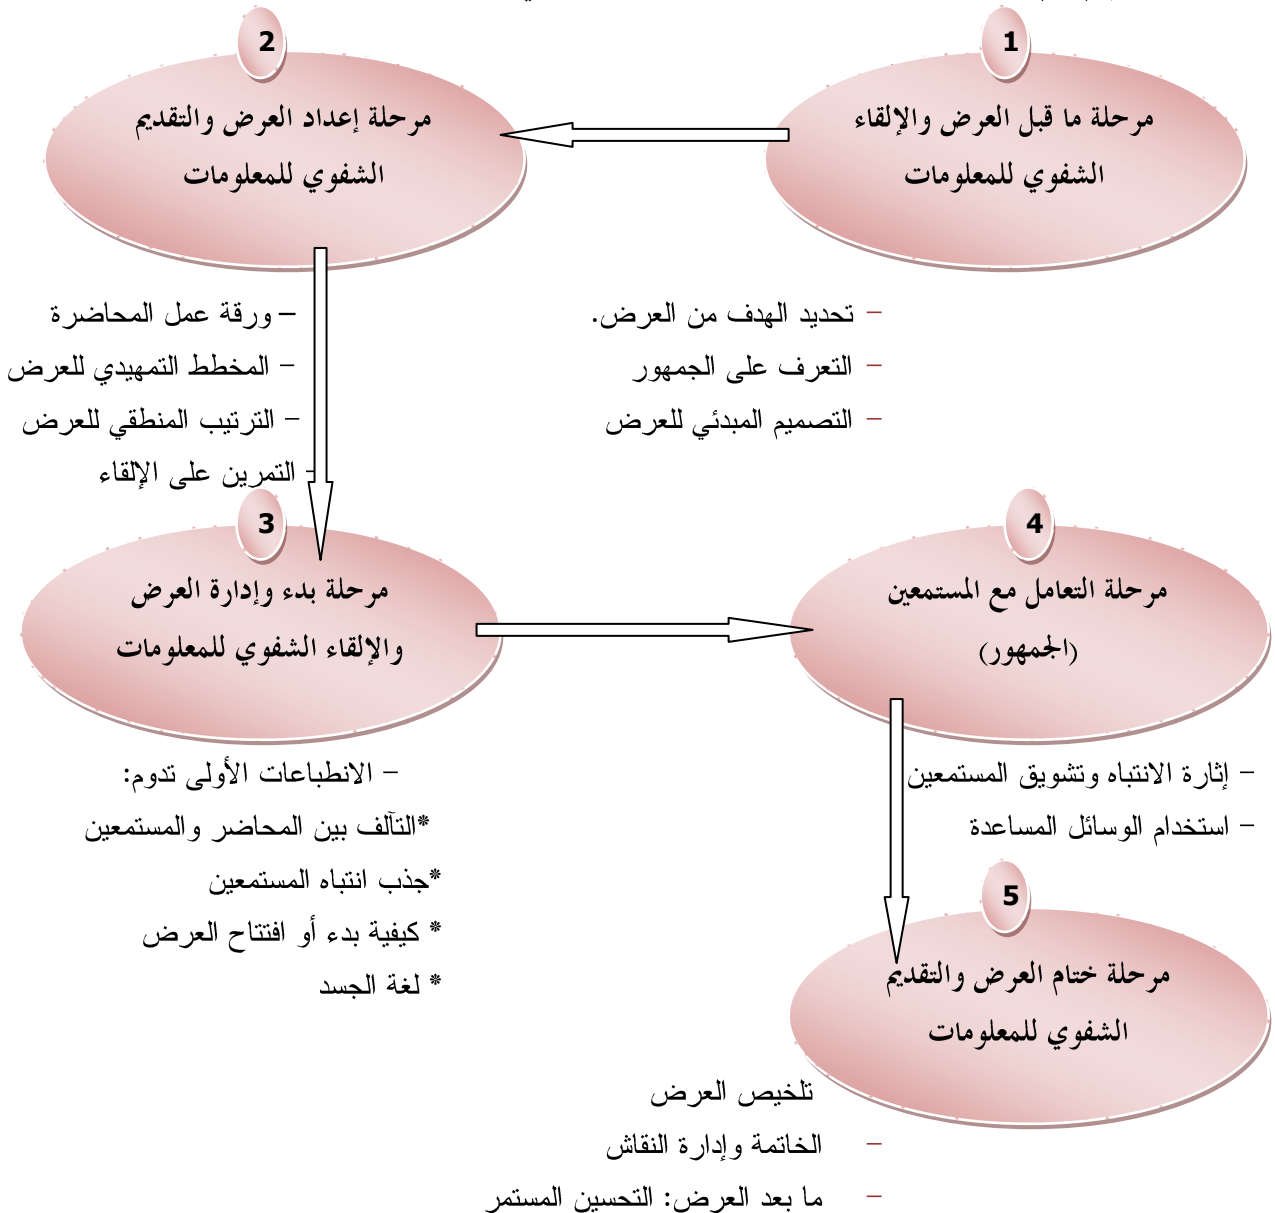 1
مرحلة ما قبل العرض والإلقاء
الشفوي للمعلومات
– تحديد الهدف من العرض.
– التعرف على الجمهور
– التصميم المبدئي للعرض
2
مرحلة إعداد العرض والتقديم
الشفوي للمعلومات
– ورقة عمل المحاضرة
– المخطط التمهيدي للعرض
– الترتيب المنطقي للعرض
- التمرين على الإلقاء
3
مرحلة بدء وإدارة العرض
والإلقاء الشفوي للمعلومات
– الانطباعات الأولى تدوم:
*التآلف بين المحاضر والمستمعين
*جذب انتباه المستمعين
* كيفية بدء أو افتتاح العرض
* لغة الجسد
4
مرحلة التعامل مع المستمعين
(الجمهور)
– إثارة الانتباه وتشويق المستمعين
– استخدام الوسائل المساعدة
5
مرحلة ختام العرض والتقديم
الشفوي للمعلومات
تلخيص العرض
– الخاتمة وإدارة النقاش
– ما بعد العرض: التحسين المستمر